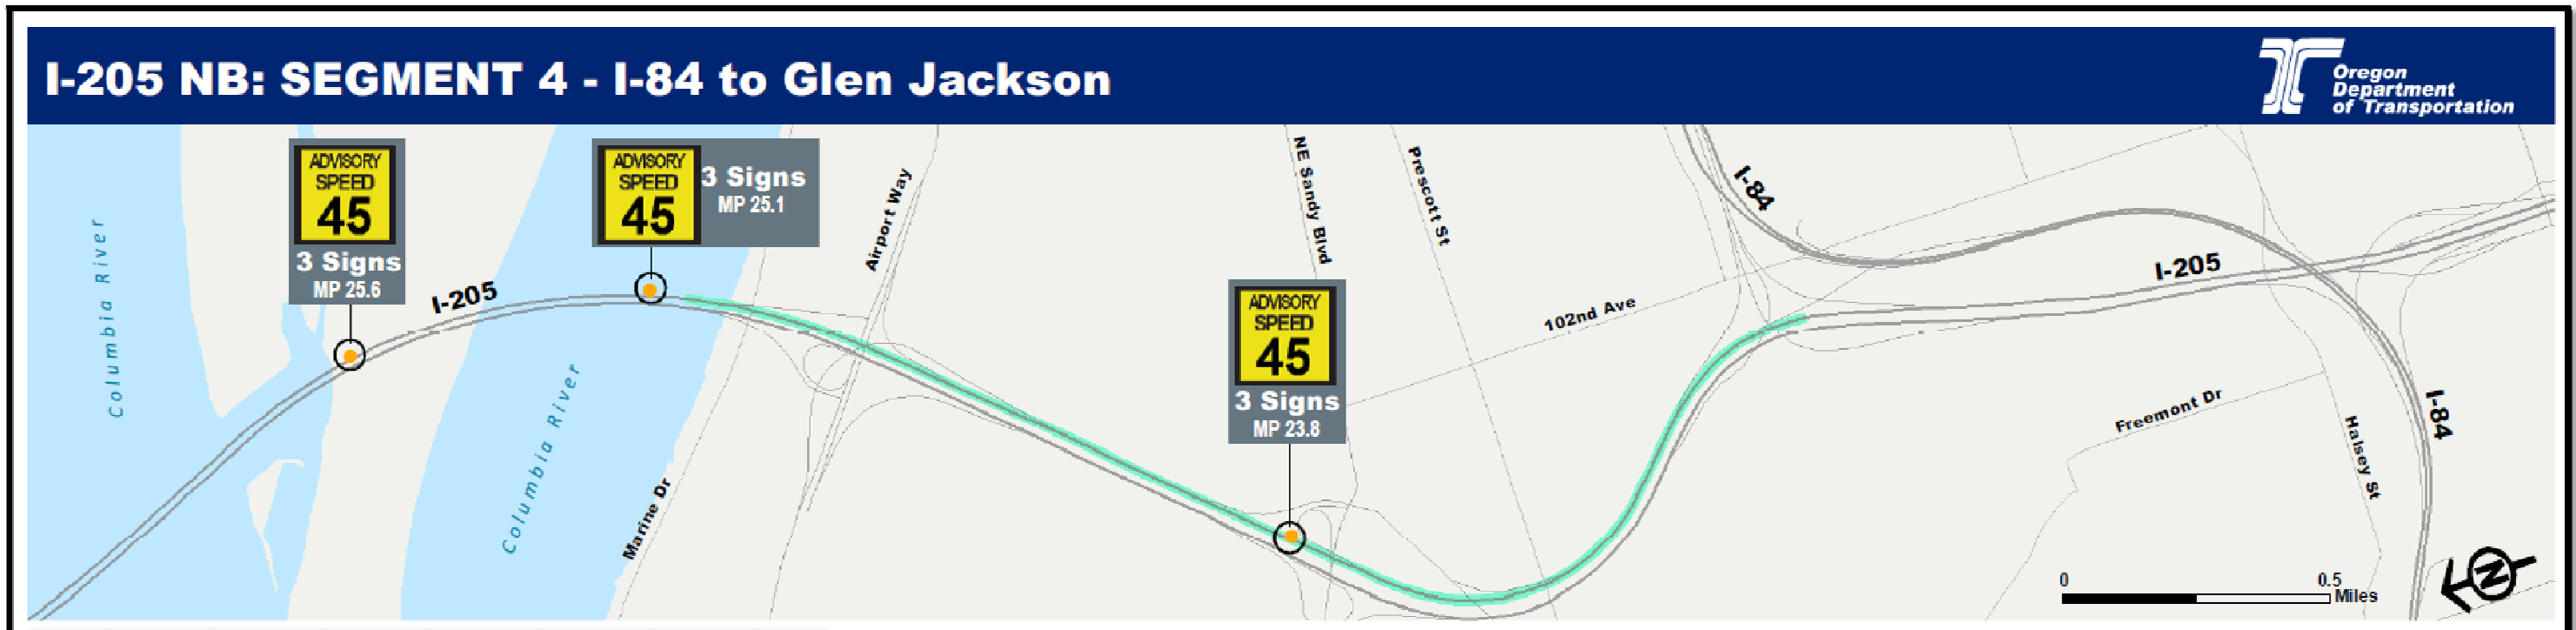 I-205 NB: SEGMENT 4 - I-84 to Glen Jackson
Oregon
Department
of Transportation
ADVISORY
SPEED
45
3 Signs
MP 25.6
ADVISORY
SPEED
45
3 Signs
MP 25.1
ADVISORY
SPEED
45
3 Signs
MP 23.8
Columbia River
I-205
Columbia River
Marine Dr
Airport Way
NE Sandy Blvd
Prescott St
102nd Ave
I-84
I-205
Freemont Dr
Halsey St
I-84
0 0.5
Miles
N